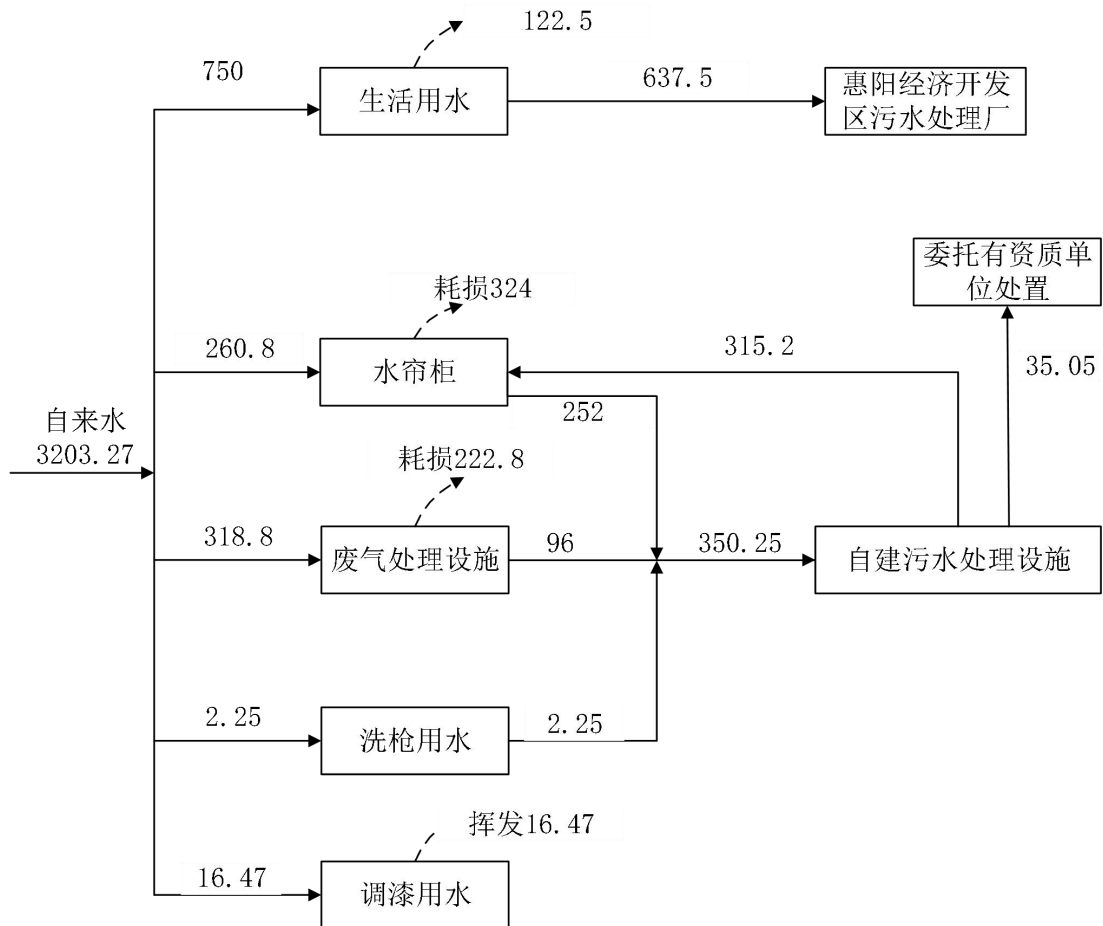 122.5
750
生活用水
637.5
惠阳经济开发
区污水处理厂
委托有资质单
位处置
耗损324
260.8
水帘柜
315.2
35.05
252
自来水
3203.27
耗损222.8
318.8
废气处理设施
96
350.25
自建污水处理设施
2.25
洗枪用水
2.25
挥发16.47
16.47
调漆用水